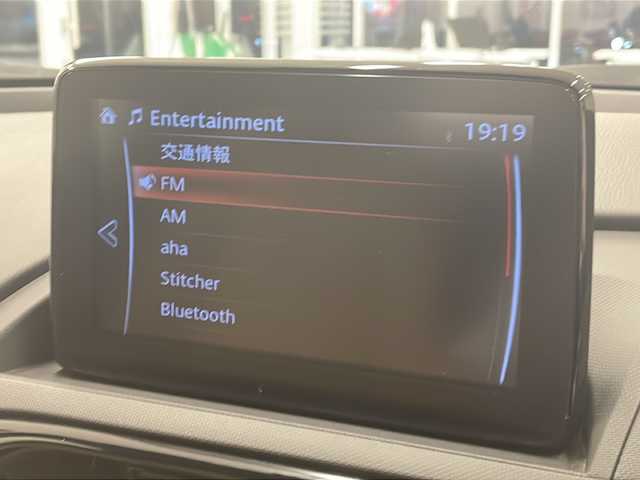 Entertainment
19:19
交通情報
FM
AM
aha
Stitcher
Bluetooth